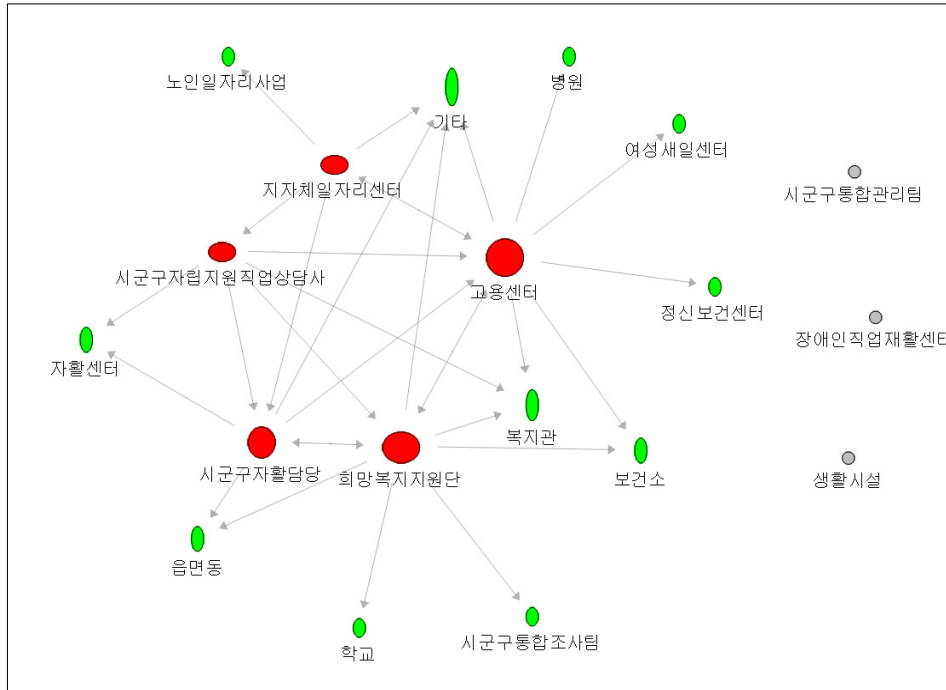 노인일자리사업
기타
병원
여성새일센터
지자체일자리센터
시군구통합관리팀
시군구자립지원직업상담사
고용센터
정신보건센터
장애인직업재활센터
자활센터
복지관
시군구자활담당
희망복지지원단
보건소
생활시설
읍면동
학교
시군구통합조사팀